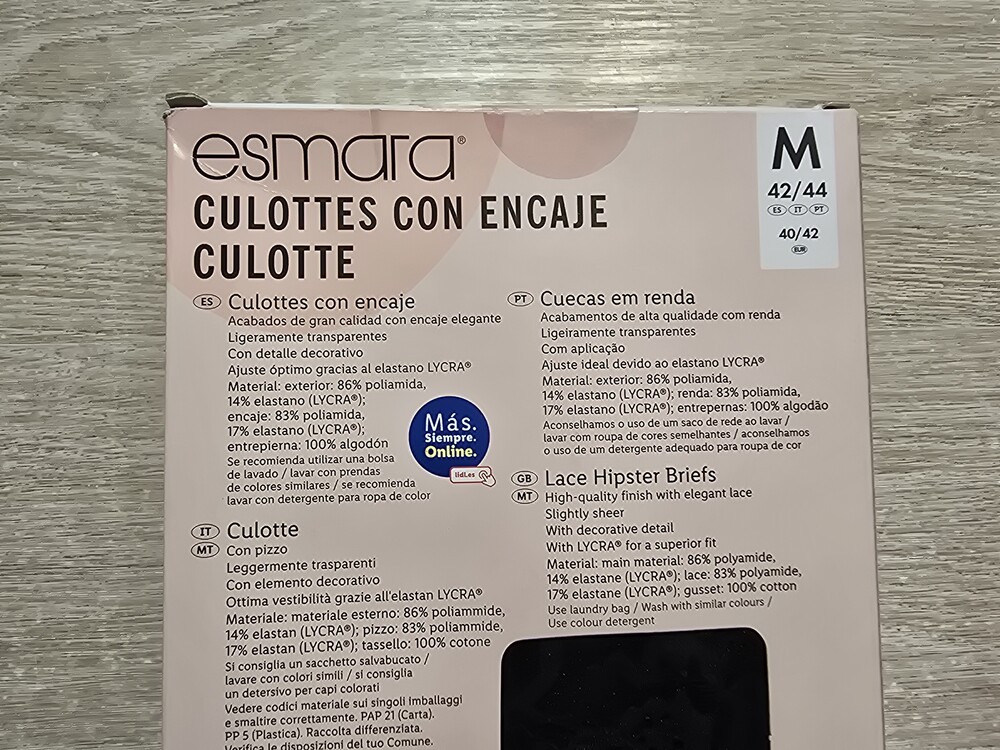 esmara®
CULOTTES CON ENCAJE
CULOTTE
M
42/44
ES IT PT
40/42
EUR
ES Culottes con encaje
Acabados de gran calidad con encaje elegante
Ligeramente transparentes
Con detalle decorativo
Ajuste óptimo gracias al elastano LYCRA®
Material: exterior: 86% poliamida,
14% elastano (LYCRA®);
encaje: 83% poliamida,
17% elastano (LYCRA®);
entrepierna: 100% algodón
Se recomienda utilizar una bolsa
de lavado / lavar con prendas
de colores similares / se recomienda
lavar con detergente para ropa de color
Más.
Siempre.
Online.
lidl.es
IT Culotte
MT Con pizzo
Leggermente trasparenti
Con elemento decorativo
Ottima vestibilità grazie all'elastan LYCRA®
Materiale: materiale esterno: 86% poliammide,
14% elastan (LYCRA®); pizzo: 83% poliammide,
17% elastan (LYCRA®); tassello: 100% cotone
Si consiglia un sacchetto salvabucato /
lavare con colori simili / si consiglia
un detersivo per capi colorati
Vedere codici materiale sui singoli imballaggi
e smaltire correttamente. PAP 21 (Carta).
PP 5 (Plastica). Raccolta differenziata.
Verifica le disposizioni del tuo Comune.
PT Cuecas em renda
Acabamentos de alta qualidade com renda
Ligeiramente transparentes
Com aplicação
Ajuste ideal devido ao elastano LYCRA®
Material: exterior: 86% poliamida,
14% elastano (LYCRA®); renda: 83% poliamida,
17% elastano (LYCRA®); entrepernas: 100% algodão
Aconselhamos o uso de um saco de rede ao lavar /
lavar com roupa de cores semelhantes / aconselhamos
o uso de um detergente adequado para roupa de cor
GB Lace Hipster Briefs
MT High-quality finish with elegant lace
Slightly sheer
With decorative detail
With LYCRA® for a superior fit
Material: main material: 86% polyamide,
14% elastane (LYCRA®); lace: 83% polyamide,
17% elastane (LYCRA®); gusset: 100% cotton
Use laundry bag / Wash with similar colours /
Use colour detergent